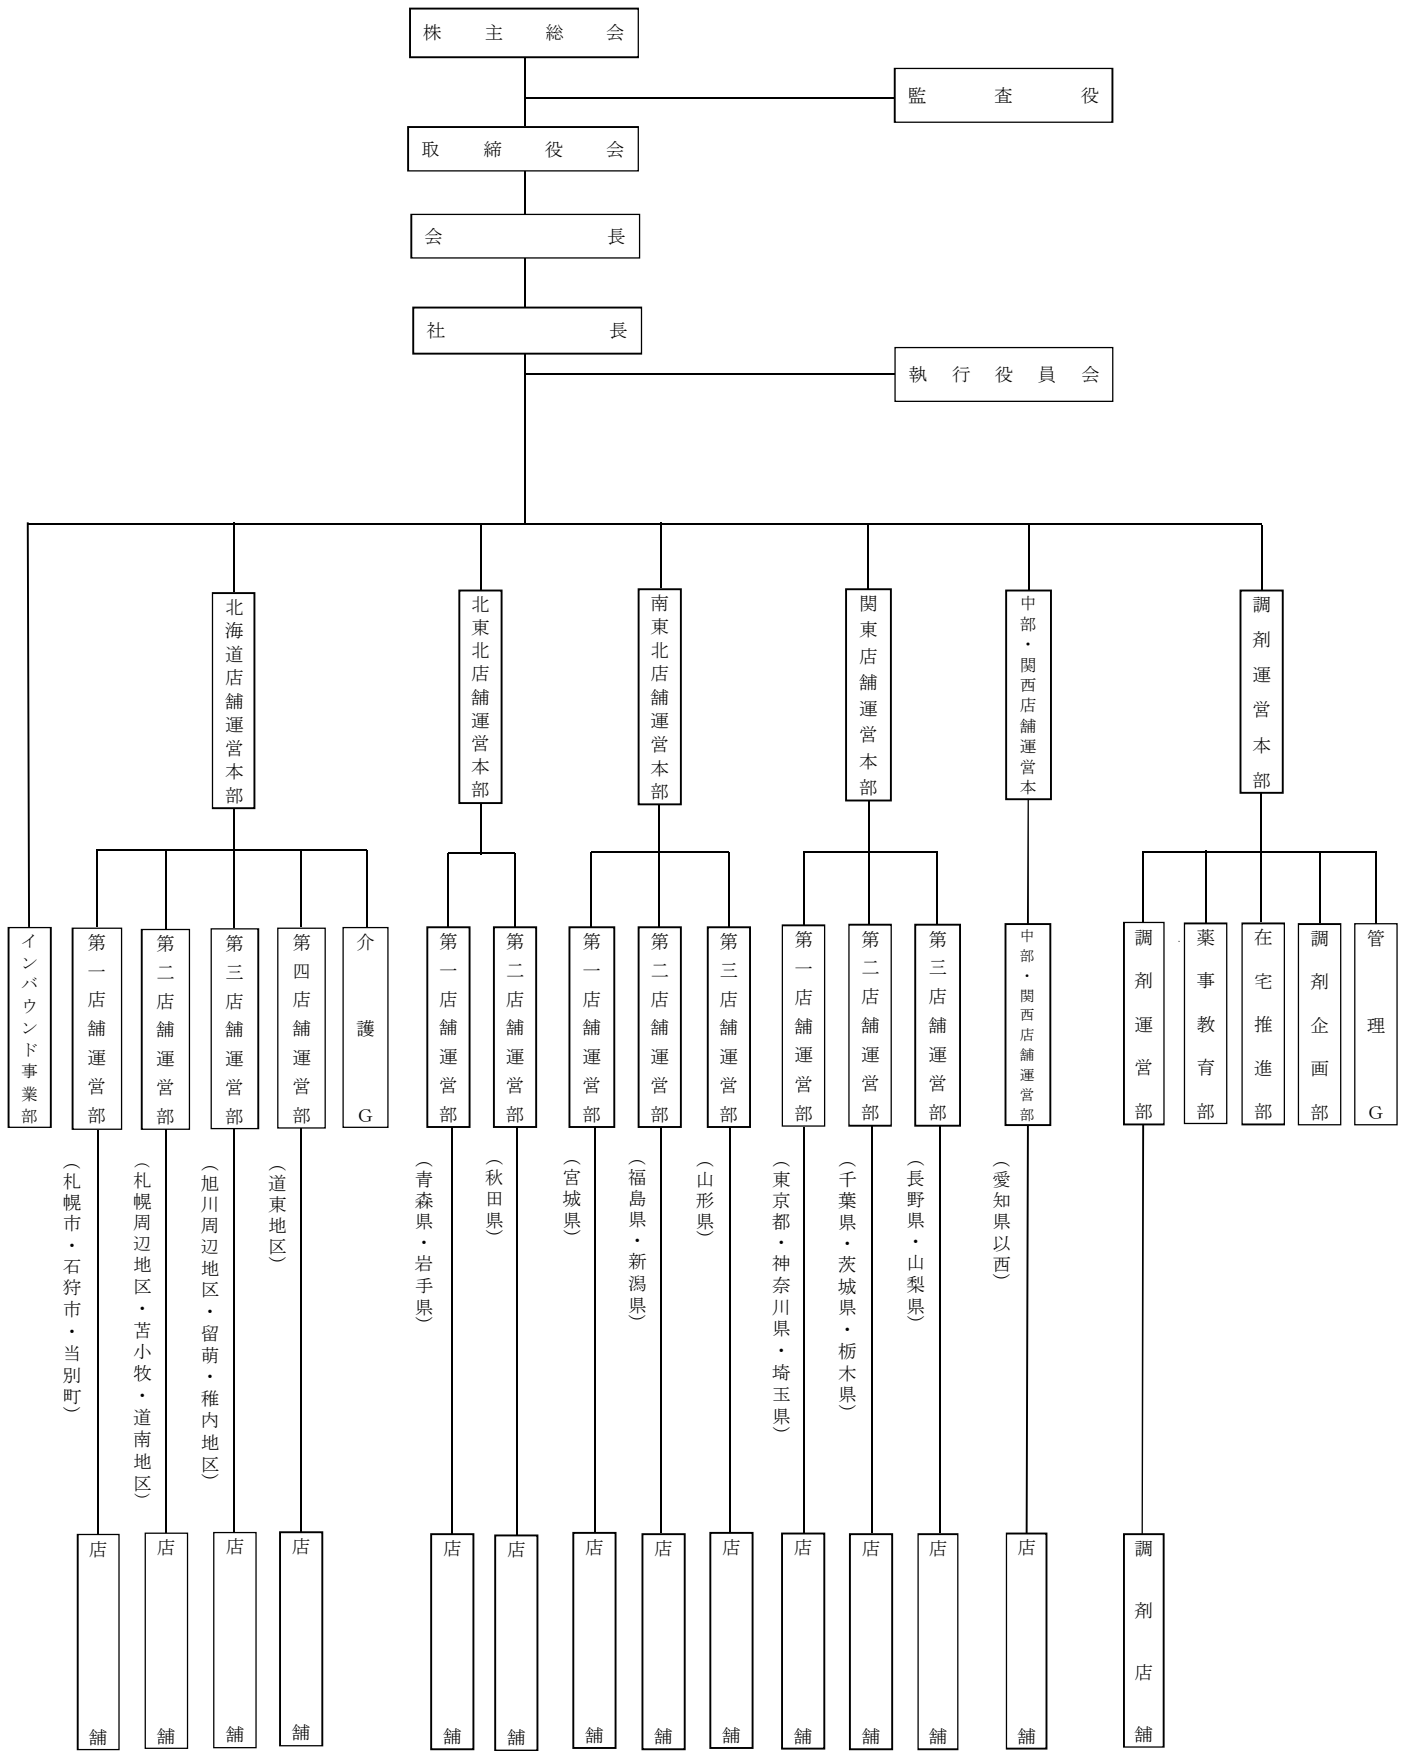 株主総会
監査役
取締役会
会長
社長
執行役員会
北海道店舗運営本部
北東北店舗運営本部
南東北店舗運営本部
関東店舗運営本部
中部・関西店舗運営本
調剤運営本部
インバウンド事業部
第一店舗運営部
第二店舗運営部
第三店舗運営部
第四店舗運営部
介護G
第一店舗運営部
第二店舗運営部
第一店舗運営部
第二店舗運営部
第三店舗運営部
第一店舗運営部
第二店舗運営部
第三店舗運営部
中部・関西店舗運営部
調剤運営部
薬事教育部
在宅推進部
調剤企画部
管理G
(札幌市・石狩市・当別町)
(札幌周辺地区・苫小牧・道南地区)
(旭川周辺地区・留萌・稚内地区)
(道東地区)
(青森県・岩手県)
(秋田県)
(宮城県)
(福島県・新潟県)
(山形県)
(東京都・神奈川県・埼玉県)
(千葉県・茨城県・栃木県)
(長野県・山梨県)
(愛知県以西)
店舗
店舗
店舗
店舗
店舗
店舗
店舗
店舗
店舗
店舗
店舗
店舗
店舗
調剤店舗